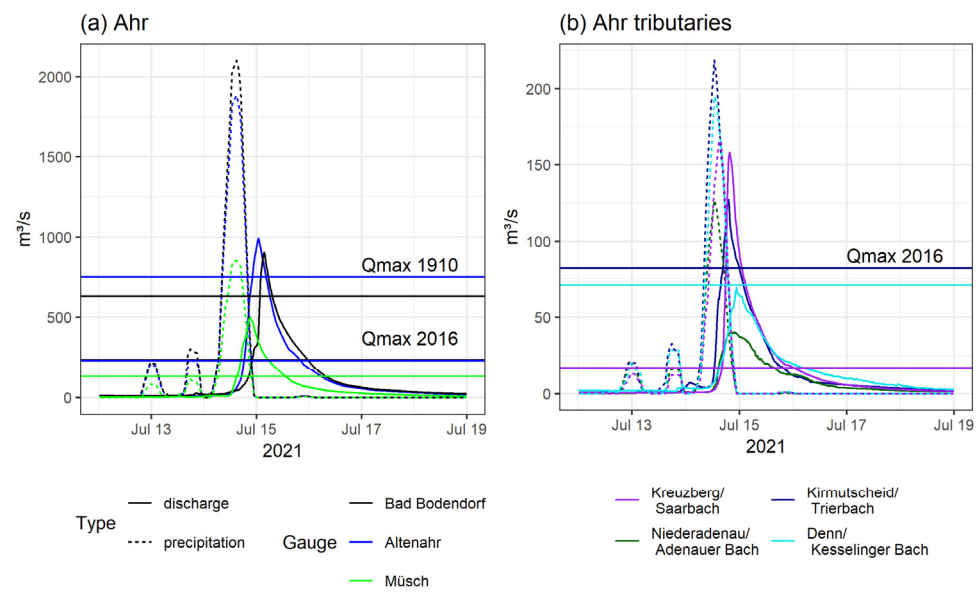 (a) Ahr
2000
1500
1000
500
0
m³/s
Qmax 1910
Qmax 2016
Jul 13
Jul 15
Jul 17
Jul 19
2021
(b) Ahr tributaries
200
150
100
50
0
m³/s
Qmax 2016
Jul 13
Jul 15
Jul 17
Jul 19
2021
Type
discharge
precipitation
Gauge
Bad Bodendorf
Altenahr
Müsch
Kreuzberg/
Saarbach
Niederadenau/
Adenauer Bach
Kirmutscheid/
Trierbach
Denn/
Kesselinger Bach